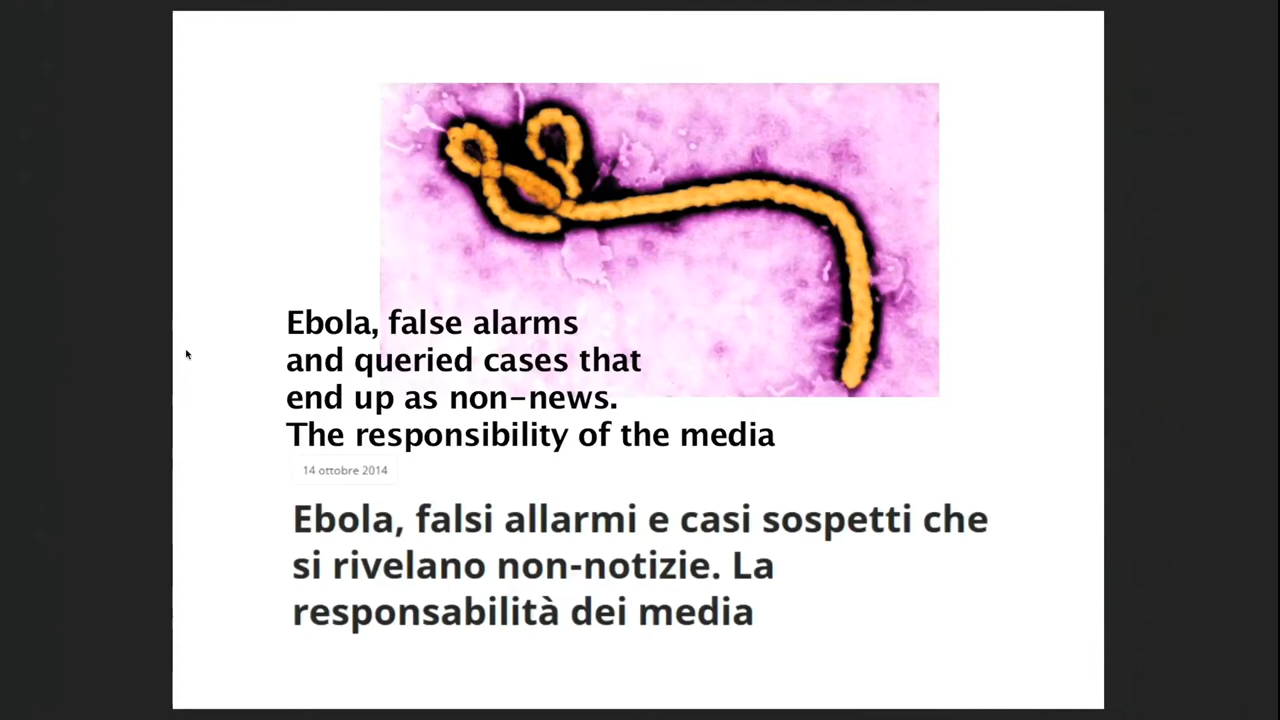 Ebola, false alarms
and queried cases that
end up as non-news.
The responsibility of the media
14 ottobre 2014
Ebola, falsi allarmi e casi sospetti che
si rivelano non-notizie. La
responsabilità dei media